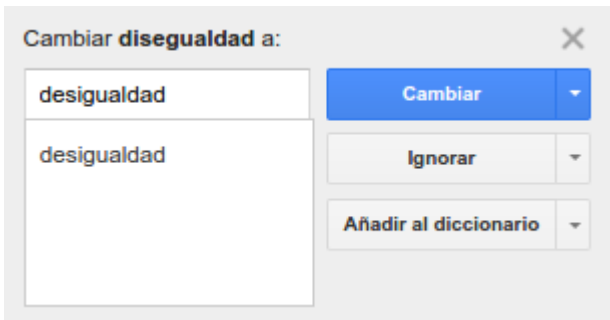 Cambiar disegualdad a:
desigualdad
Cambiar
desigualdad
Ignorar
Añadir al diccionario